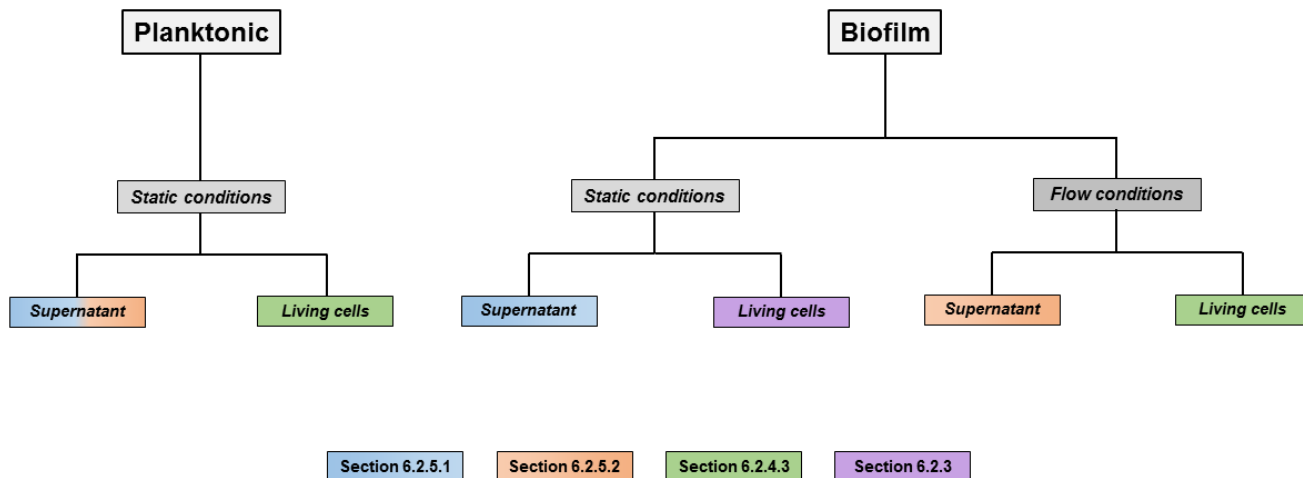 Planktonic
Biofilm
Static conditions
Static conditions
Flow conditions
Supernatant
Living cells
Supernatant
Living cells
Supernatant
Living cells
Section 6.2.5.1
Section 6.2.5.2
Section 6.2.4.3
Section 6.2.3